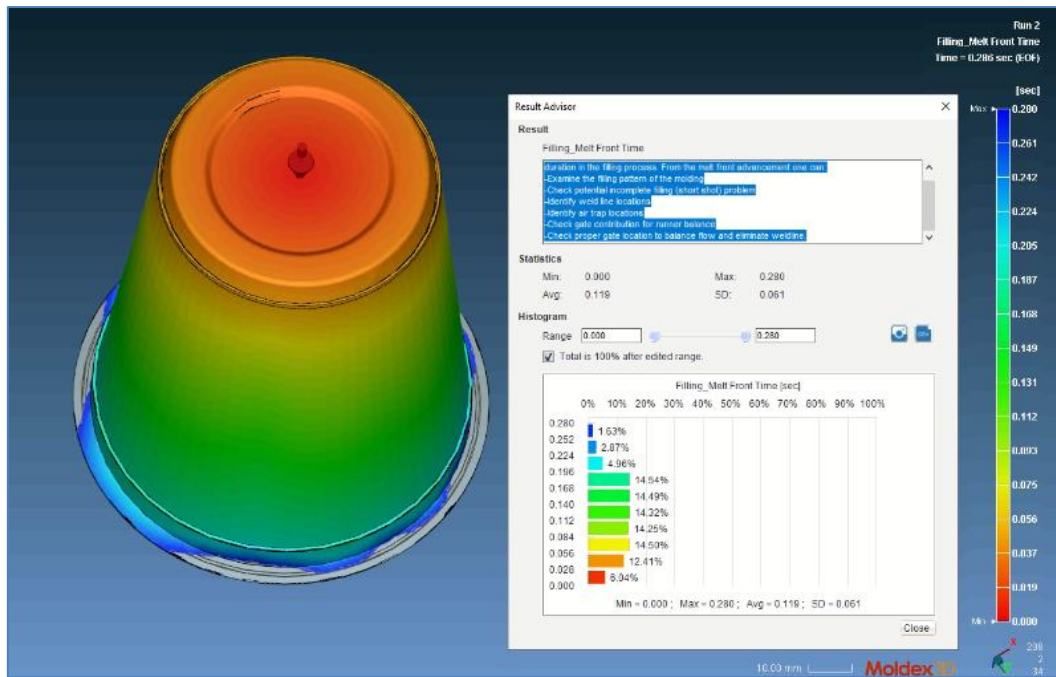 Run 2
Filling_Melt Front Time
Time = 0.286 sec (EOF)
[sec]
Max
0.280
0.261
0.242
0.224
0.205
0.187
0.168
0.149
0.131
0.112
0.093
0.075
0.056
0.037
0.019
Min
0.000
Result Advisor
Result
Filling_Melt Front Time
duration in the filling process. From the melt front advancement one can:
-Examine the filling pattern of the molding
-Check potential incomplete filling (short shot) problem
-Identify weld line locations
-Identify air trap locations
-Check gate contribution for runner balance
-Check proper gate location to balance flow and eliminate weldline
Statistics
Min: 0.000 Max: 0.280
Avg: 0.119 SD: 0.061
Histogram
Range 0.000 0.280
Total is 100% after edited range.
Filling_Melt Front Time [sec]
0% 10% 20% 30% 40% 50% 60% 70% 80% 90% 100%
0.280
1.63%
0.252
2.87%
0.224
4.96%
0.196
14.54%
0.168
14.49%
0.140
14.32%
0.112
14.25%
0.084
14.50%
0.056
12.41%
0.028
6.04%
0.000
Min = 0.000 ; Max = 0.280 ; Avg = 0.119 ; SD = 0.061
Close
10.00 mm
Moldex3D
X
2
34